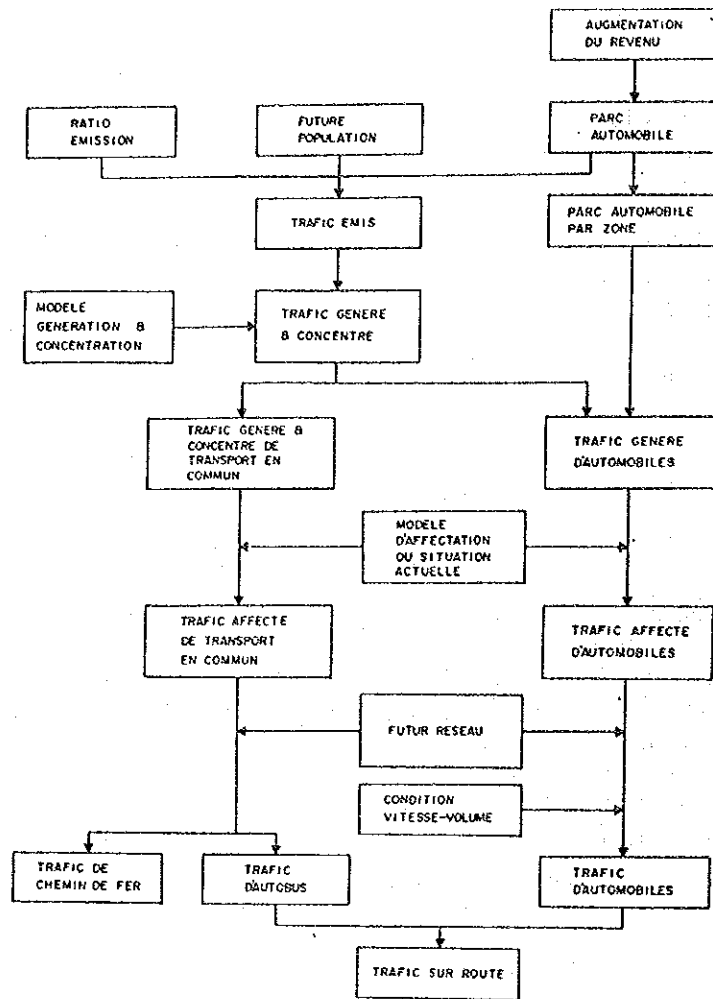 AUGMENTATION
DU REVENU
RATIO
EMISSION
FUTURE
POPULATION
PARC
AUTOMOBILE
TRAFIC EMIS
PARC AUTOMOBILE
PAR ZONE
MODELE
GENERATION &
CONCENTRATION
TRAFIC GENERE
& CONCENTRE
TRAFIC GENERE &
CONCENTRE DE
TRANSPORT EN
COMMUN
TRAFIC GENERE
D'AUTOMOBILES
MODELE
D'AFFECTATION
OU SITUATION
ACTUELLE
TRAFIC AFFECTE
DE TRANSPORT
EN COMMUN
TRAFIC AFFECTE
D'AUTOMOBILES
FUTUR RESEAU
CONDITION
VITESSE-VOLUME
TRAFIC DE
CHEMIN DE FER
TRAFIC
D'AUTOBUS
TRAFIC
D'AUTOMOBILES
TRAFIC SUR ROUTE